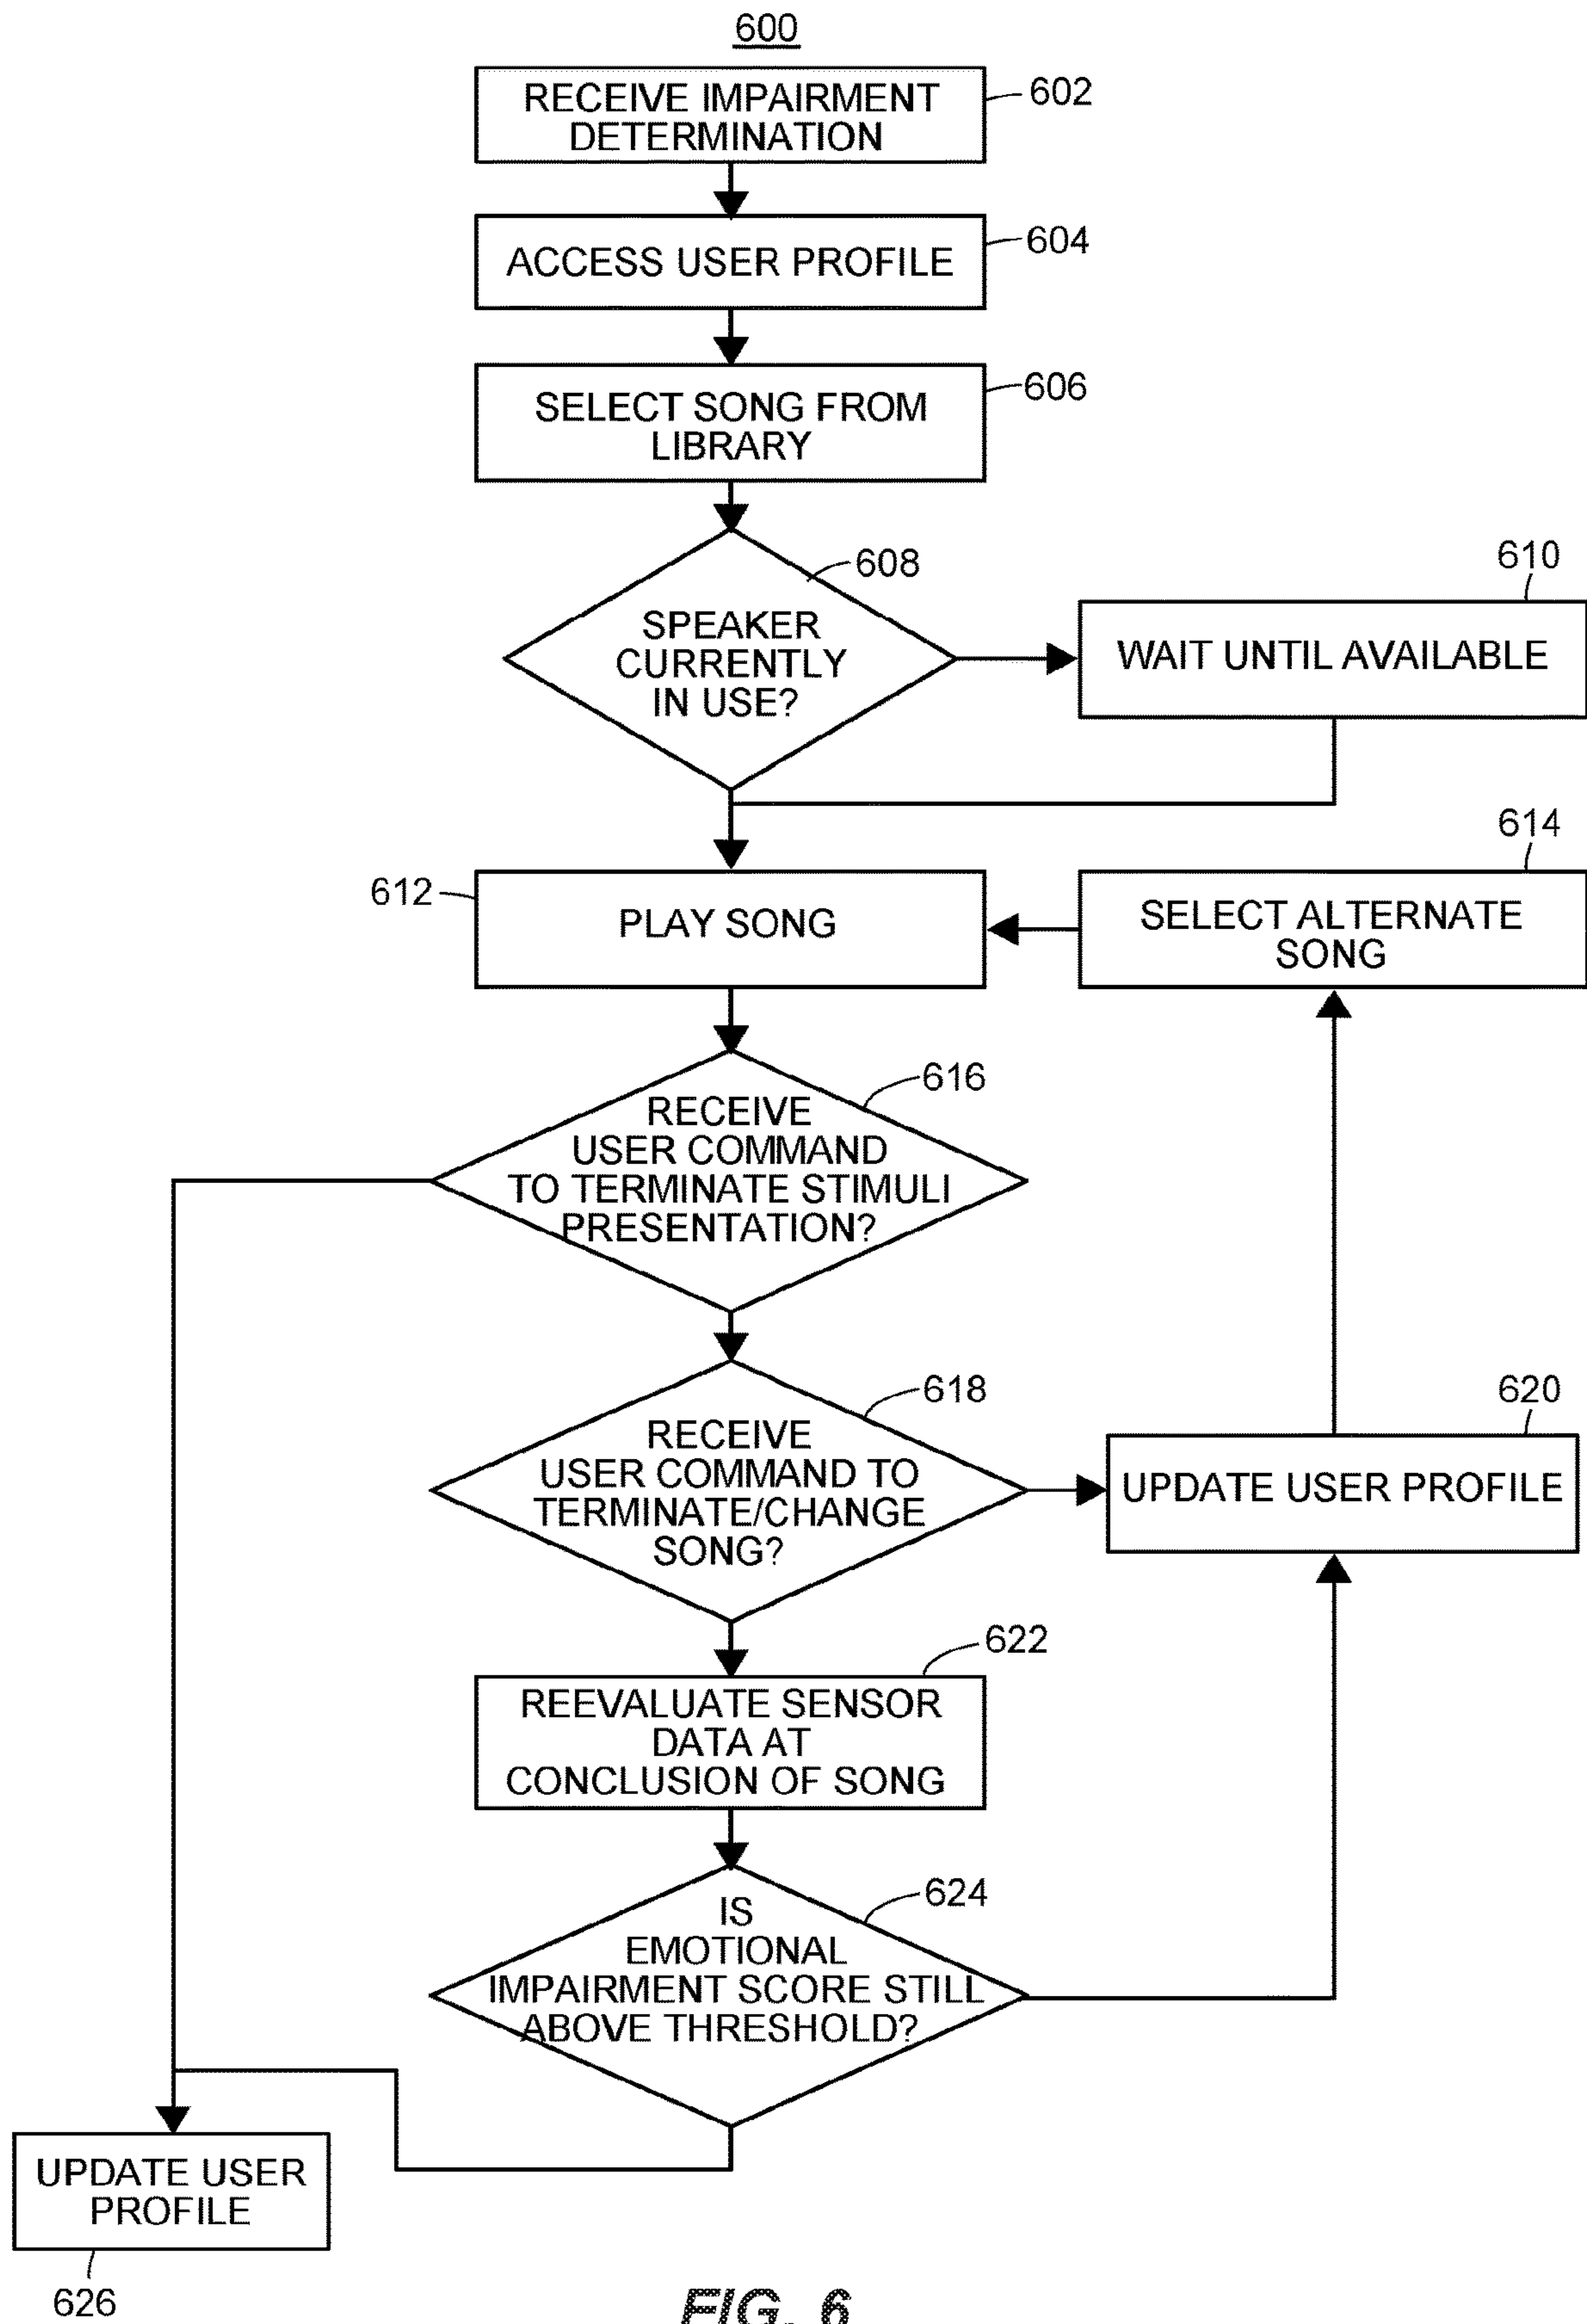 600
RECEIVE IMPAIRMENT
DETERMINATION
602
ACCESS USER PROFILE
604
SELECT SONG FROM
LIBRARY
606
608
SPEAKER
CURRENTLY
IN USE?
610
WAIT UNTIL AVAILABLE
612
PLAY SONG
614
SELECT ALTERNATE
SONG
616
RECEIVE
USER COMMAND
TO TERMINATE STIMULI
PRESENTATION?
618
RECEIVE
USER COMMAND TO
TERMINATE/CHANGE
SONG?
620
UPDATE USER PROFILE
622
REEVALUATE SENSOR
DATA AT
CONCLUSION OF SONG
624
IS
EMOTIONAL
IMPAIRMENT SCORE STILL
ABOVE THRESHOLD?
UPDATE USER
PROFILE
626
FIG. 6